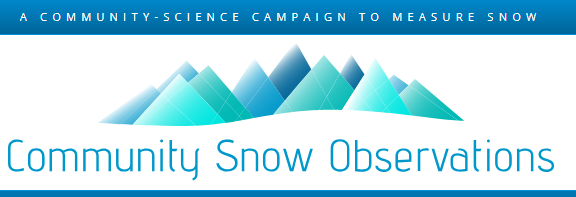 A COMMUNITY-SCIENCE CAMPAIGN TO MEASURE SNOW
Community Snow Observations